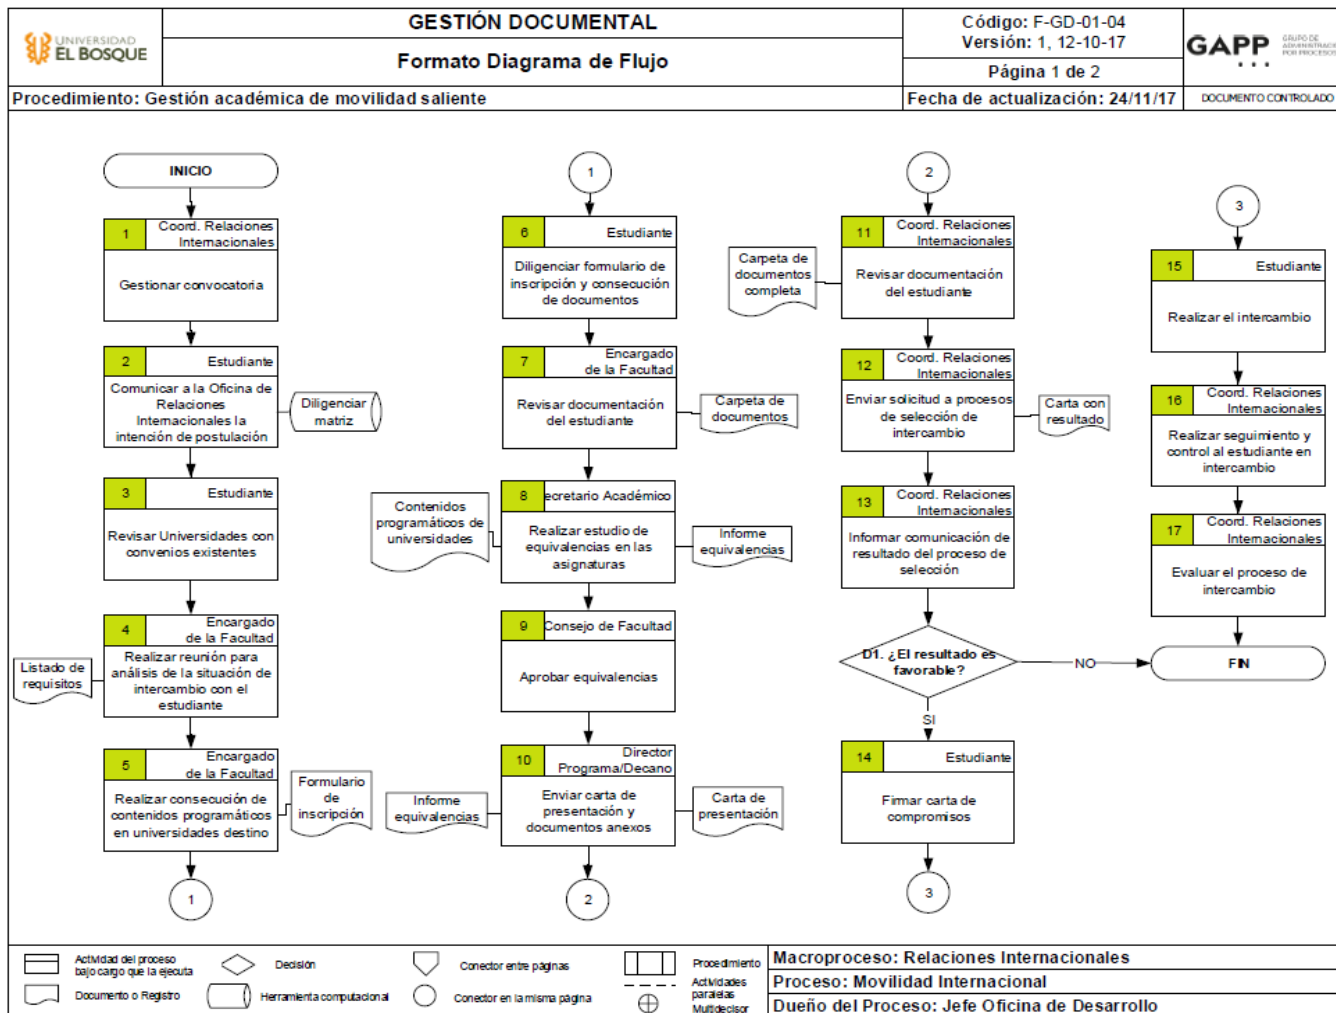 UNIVERSIDAD
EL BOSQUE
GESTIÓN DOCUMENTAL
Formato Diagrama de Flujo
Código: F-GD-01-04
Versión: 1, 12-10-17
Página 1 de 2
GAPP
GRUPO DE
ADMINISTRACIÓN
POR PROCESOS
Procedimiento: Gestión académica de movilidad saliente
Fecha de actualización: 24/11/17
DOCUMENTO CONTROLADO
INICIO
1
Coord. Relaciones
Internacionales
Gestionar convocatoria
2
Estudiante
Comunicar a la Oficina de
Relaciones
Internacionales la
intención de postulación
Diligenciar
matriz
3
Estudiante
Revisar Universidades con
convenios existentes
4
Encargado
de la Facultad
Realizar reunión para
análisis de la situación de
intercambio con el
estudiante
Listado de
requisitos
5
Encargado
de la Facultad
Realizar consecución de
contenidos programáticos
en universidades destino
Formulario
de
inscripción
1
1
6
Estudiante
Diligenciar formulario de
inscripción y consecución
de documentos
7
Encargado
de la Facultad
Revisar documentación
del estudiante
Carpeta de
documentos
8
ecretario Académico
Realizar estudio de
equivalencias en las
asignaturas
Contenidos
programáticos de
universidades
Informe
equivalencias
9
Consejo de Facultad
Aprobar equivalencias
10
Director
Programa/Decano
Enviar carta de
presentación y
documentos anexos
Informe
equivalencias
Carta de
presentación
2
2
11
Coord. Relaciones
Internacionales
Revisar documentación
del estudiante
Carpeta de
documentos
completa
12
Coord. Relaciones
Internacionales
Enviar solicitud a procesos
de selección de
intercambio
Carta con
resultado
13
Coord. Relaciones
Internacionales
Informar comunicación de
resultado del proceso de
selección
D1. ¿El resultado es
favorable?
NO
SI
14
Estudiante
Firmar carta de
compromisos
3
3
15
Estudiante
Realizar el intercambio
16
Coord. Relaciones
Internacionales
Realizar seguimiento y
control al estudiante en
intercambio
17
Coord. Relaciones
Internacionales
Evaluar el proceso de
intercambio
FIN
Actividad del proceso
bajo cargo que la ejecuta
Decisión
Conector entre páginas
Procedimiento
Documento o Registro
Herramienta computacional
Conector en la misma página
Actividades
paralelas
Multidecisor
Macroproceso: Relaciones Internacionales
Proceso: Movilidad Internacional
Dueño del Proceso: Jefe Oficina de Desarrollo